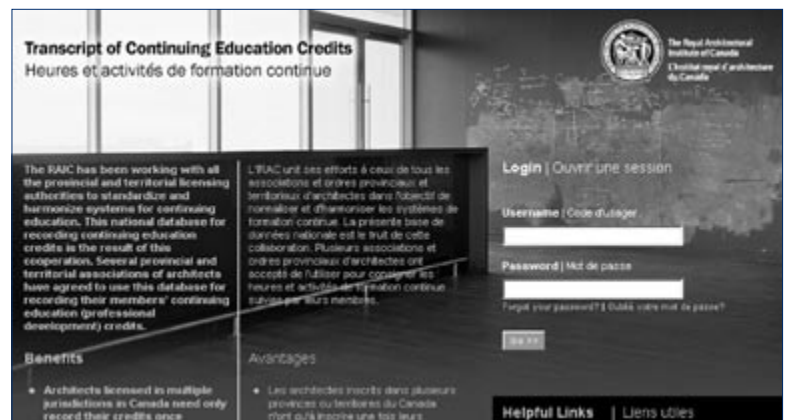 Transcript of Continuing Education Credits
Heures et activités de formation continue
The Royal Architectural
Institute of Canada
L'Institut royal d'architecture
du Canada
The RAIC has been working with all
the provincial and territorial licensing
authorities to standardize and
harmonize systems for continuing
education. This national database for
recording continuing education
credits is the result of this
cooperation. Several provincial and
territorial associations of architects
have agreed to use this database for
recording their members' continuing
education (professional
development) credits.
L'IRAC unit ses efforts à ceux de tous les
associations et ordres provinciaux et
territoriaux d'architectes dans l'objectif de
normaliser et d'harmoniser les systèmes de
formation continue. La présente base de
données nationale est le fruit de cette
collaboration. Plusieurs associations et
ordres provinciaux d'architectes ont
accepté de l'utiliser pour consigner les
heures et activités de formation continue
suivies par leurs membres.
Login | Ouvrir une session
Username | Code d'usager
Password | Mot de passe
Forgot your password? | Oublié votre mot de passe?
Go >>
Benefits
• Architects licensed in multiple
jurisdictions in Canada need only
record their credits once
Avantages
• Les architectes inscrits dans plusieurs
provinces ou territoires du Canada
n'ont qu'à inscrire une fois leurs
Helpful Links | Liens utiles